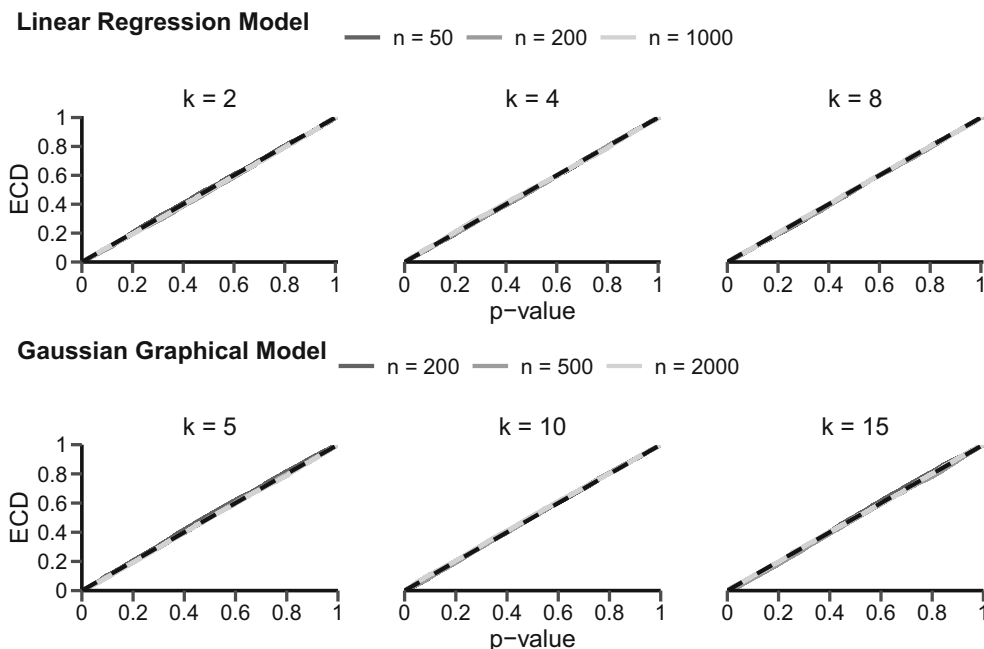 Linear Regression Model
n = 50 n = 200 n = 1000
k = 2 k = 4 k = 8
1
0.8
0.6
0.4
0.2
0
ECD
0 0.2 0.4 0.6 0.8 1 0 0.2 0.4 0.6 0.8 1 0 0.2 0.4 0.6 0.8 1
p−value
Gaussian Graphical Model
n = 200 n = 500 n = 2000
k = 5 k = 10 k = 15
1
0.8
0.6
0.4
0.2
0
ECD
0 0.2 0.4 0.6 0.8 1 0 0.2 0.4 0.6 0.8 1 0 0.2 0.4 0.6 0.8 1
p−value